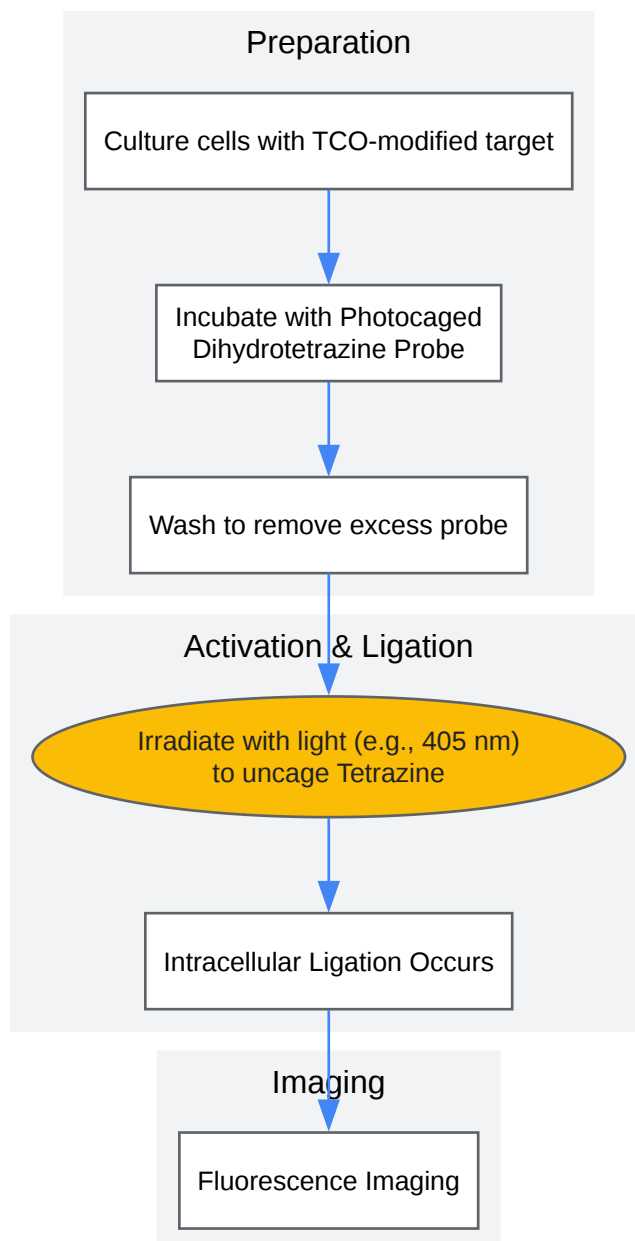 Preparation
Culture cells with TCO-modified target
Incubate with Photocaged
Dihydrotetrazine Probe
Wash to remove excess probe
Activation & Ligation
Irradiate with light (e.g., 405 nm)
to uncage Tetrazine
Intracellular Ligation Occurs
Imaging
Fluorescence Imaging